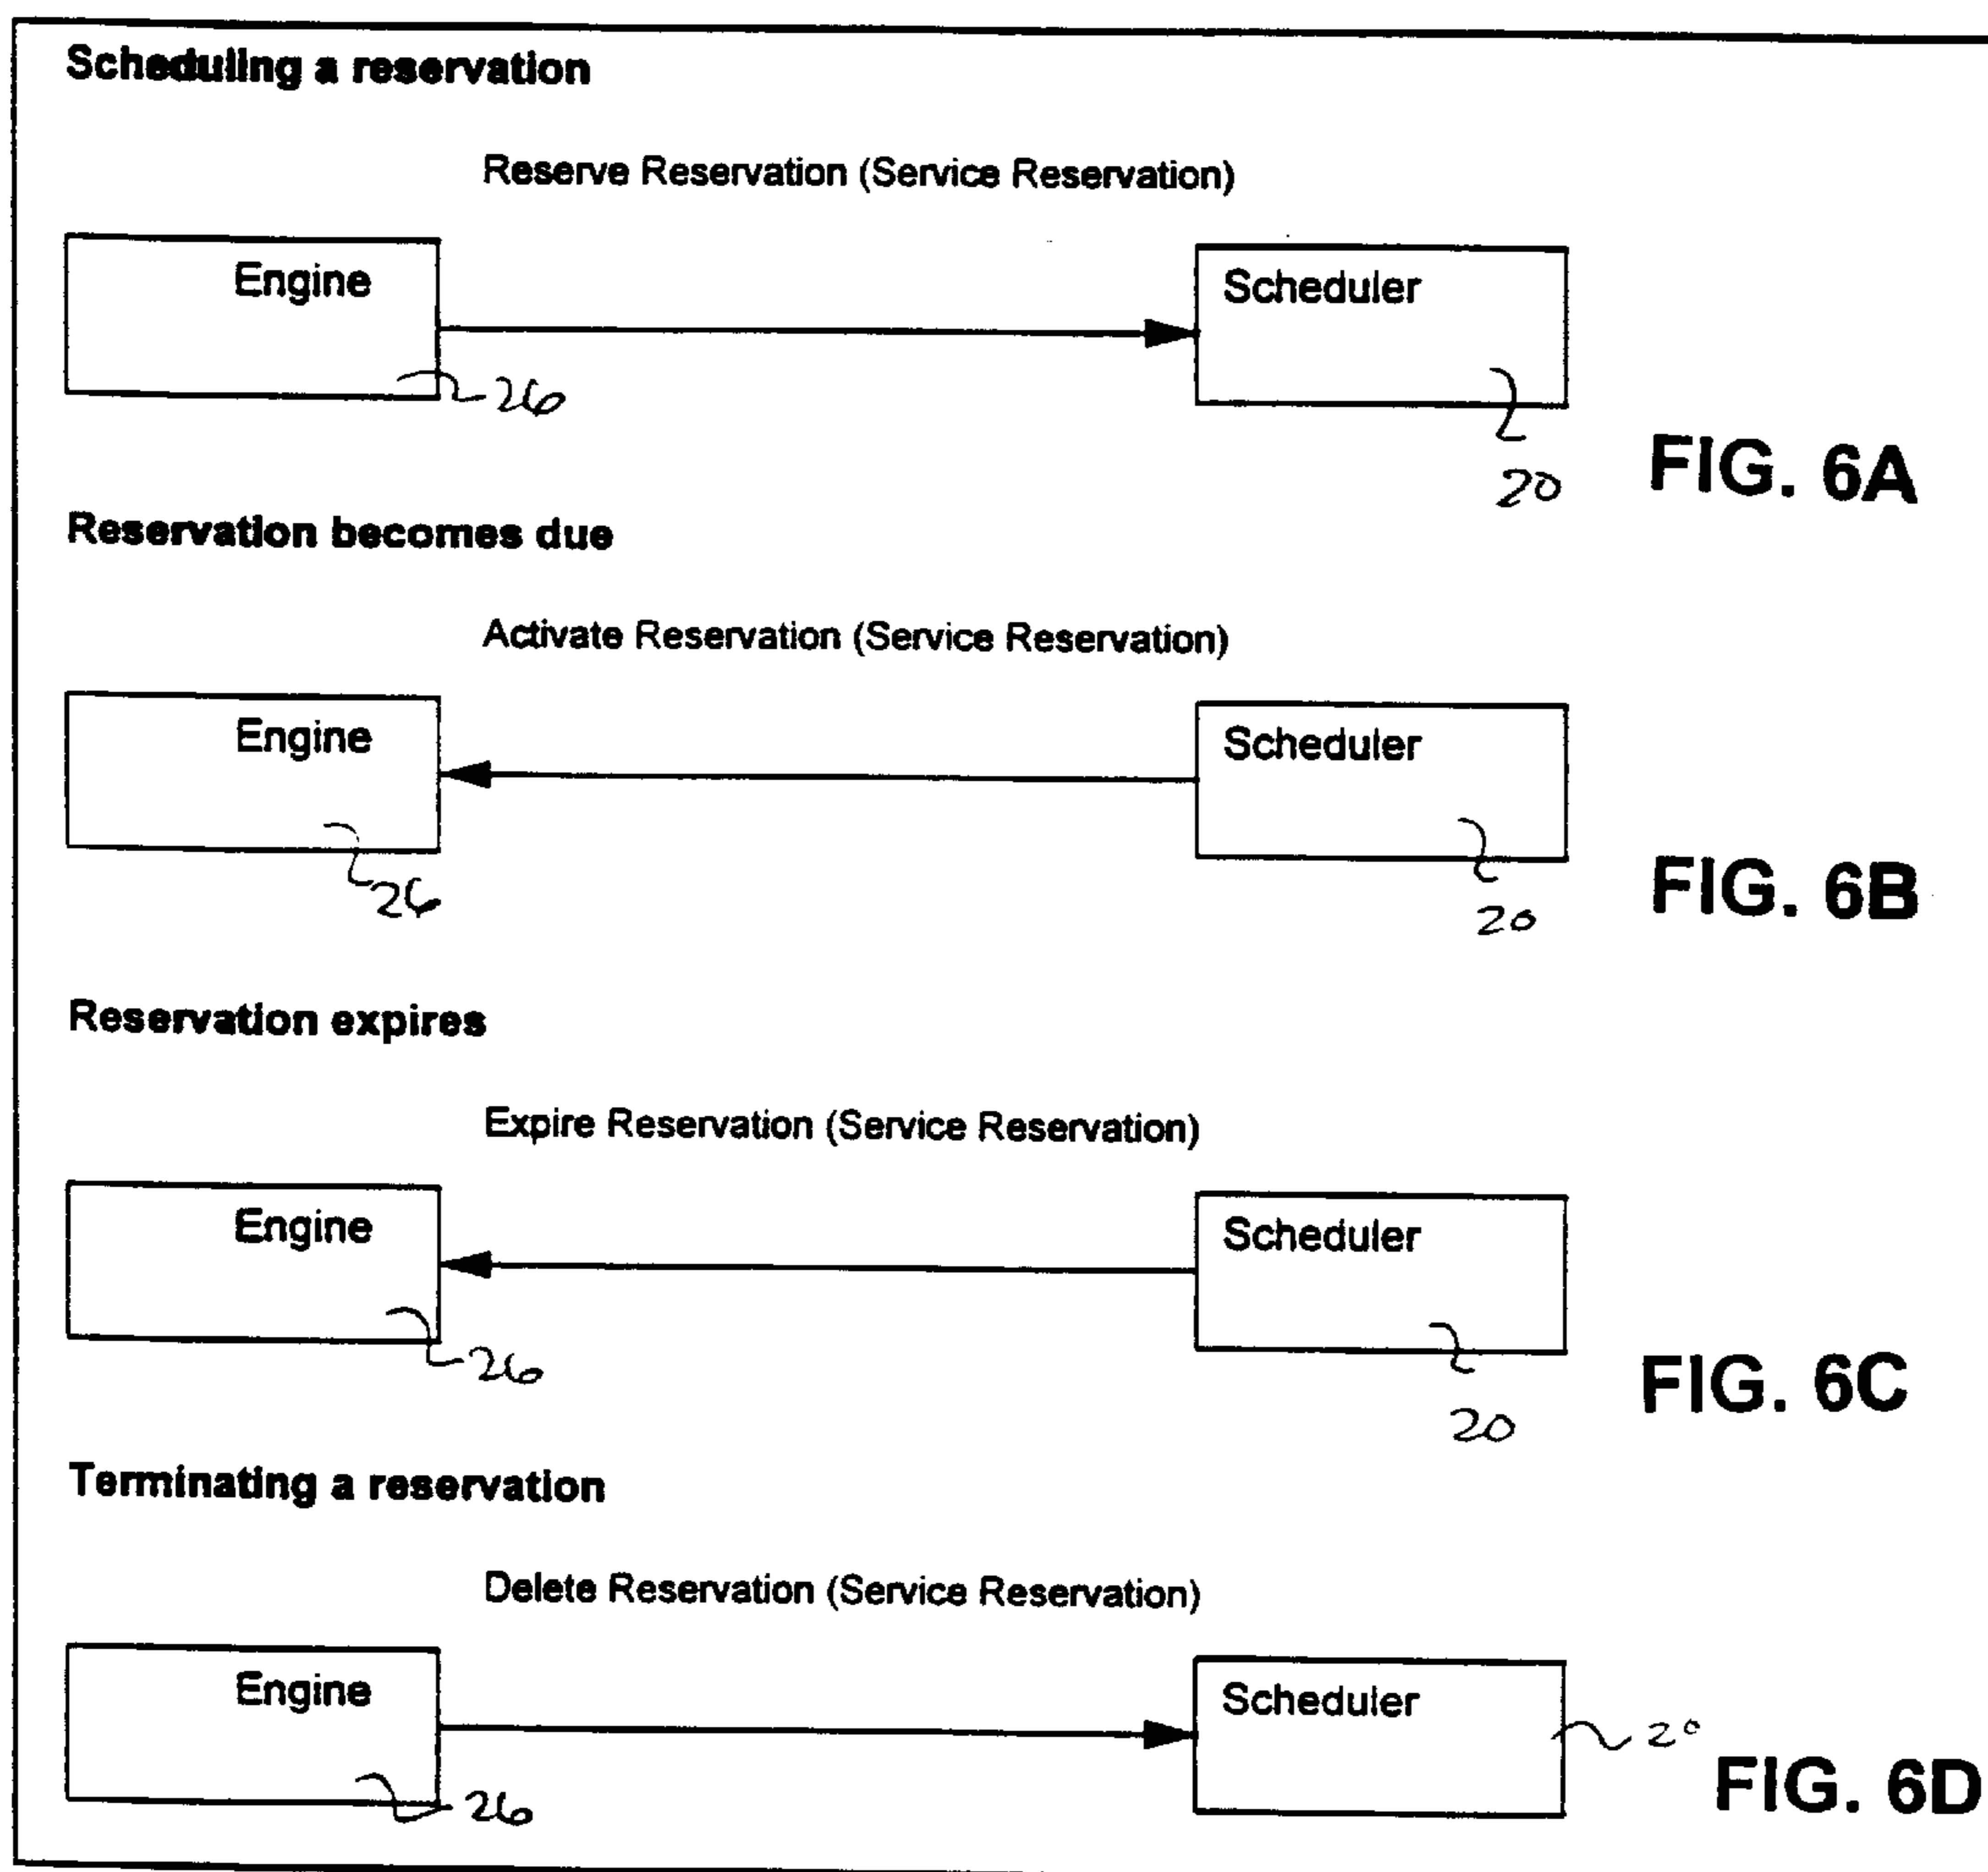 Scheduling a reservation
Reserve Reservation (Service Reservation)
Engine
Scheduler
26
20
FIG. 6A
Reservation becomes due
Activate Reservation (Service Reservation)
Engine
Scheduler
26
20
FIG. 6B
Reservation expires
Expire Reservation (Service Reservation)
Engine
Scheduler
26
20
FIG. 6C
Terminating a reservation
Delete Reservation (Service Reservation)
Engine
Scheduler
26
20
FIG. 6D